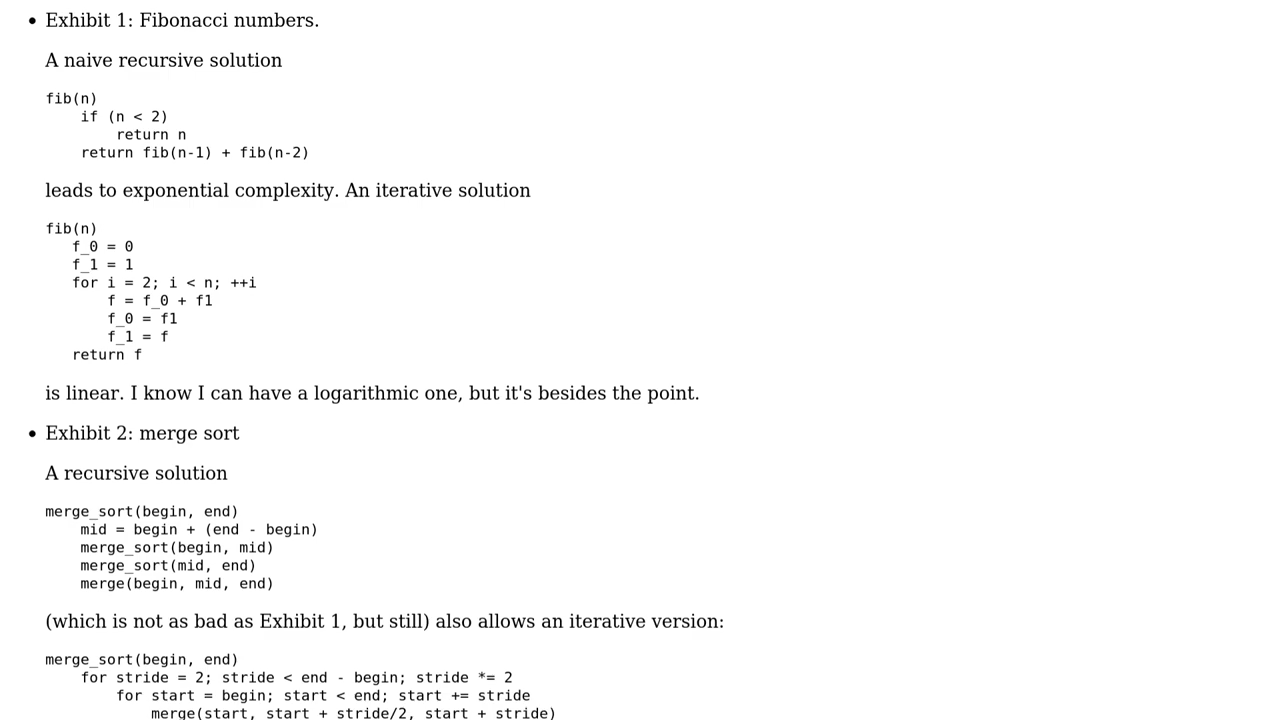 • Exhibit 1: Fibonacci numbers.
A naive recursive solution
fib(n)
    if (n < 2)
        return n
    return fib(n-1) + fib(n-2)
leads to exponential complexity. An iterative solution
fib(n)
   f_0 = 0
   f_1 = 1
   for i = 2; i < n; ++i
       f = f_0 + f1
       f_0 = f1
       f_1 = f
   return f
is linear. I know I can have a logarithmic one, but it's besides the point.
• Exhibit 2: merge sort
A recursive solution
merge_sort(begin, end)
    mid = begin + (end - begin)
    merge_sort(begin, mid)
    merge_sort(mid, end)
    merge(begin, mid, end)
(which is not as bad as Exhibit 1, but still) also allows an iterative version:
merge_sort(begin, end)
    for stride = 2; stride < end - begin; stride *= 2
        for start = begin; start < end; start += stride
            merge(start, start + stride/2, start + stride)